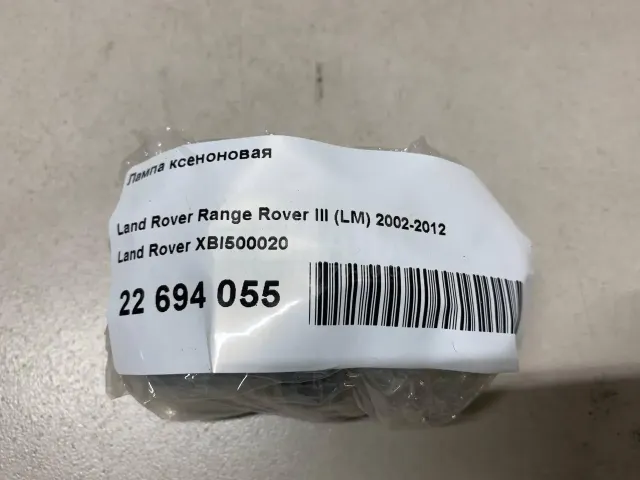 Лампа ксеноновая
Land Rover Range Rover III (LM) 2002-2012
Land Rover XBI500020
22 694 055